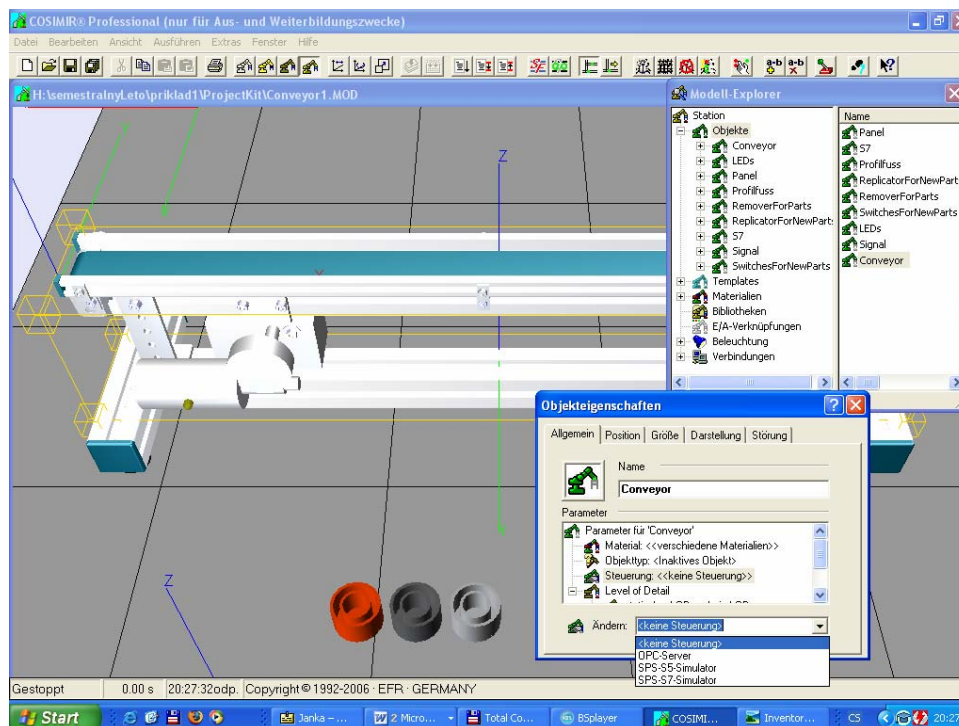 COSIMIR® Professional (nur für Aus- und Weiterbildungszwecke)
Datei Bearbeiten Ansicht Ausführen Extras Fenster Hilfe
H:\semestralnyLeto\priklad1\ProjectKit\Conveyor1.MOD
Z
Z
Modell-Explorer
Station
Objekte
Conveyor
LEDs
Panel
Profilfuss
RemoverForParts
ReplicatorForNewParts
S7
Signal
SwitchesForNewParts
Templates
Materialien
Bibliotheken
E/A-Verknüpfungen
Beleuchtung
Verbindungen
Name
Panel
S7
Profilfuss
ReplicatorForNewPart
RemoverForParts
SwitchesForNewParts
LEDs
Signal
Conveyor
Objekteigenschaften
Allgemein Position Größe Darstellung Störung
Name
Conveyor
Parameter
Parameter für 'Conveyor'
Material: <<verschiedene Materialien>>
Objekttyp: <Inaktives Objekt>
Steuerung: <<keine Steuerung>>
Level of Detail
Ändern: <keine Steuerung>
<keine Steuerung>
OPC-Server
SPS-S5-Simulator
SPS-S7-Simulator
Gestoppt 0.00 s 20:27:32odp. Copyright © 1992-2006 · EFR · GERMANY
Start Janka – ... 2 Micro... Total Co... BSplayer COSIMI... Inventor... CS 20:27